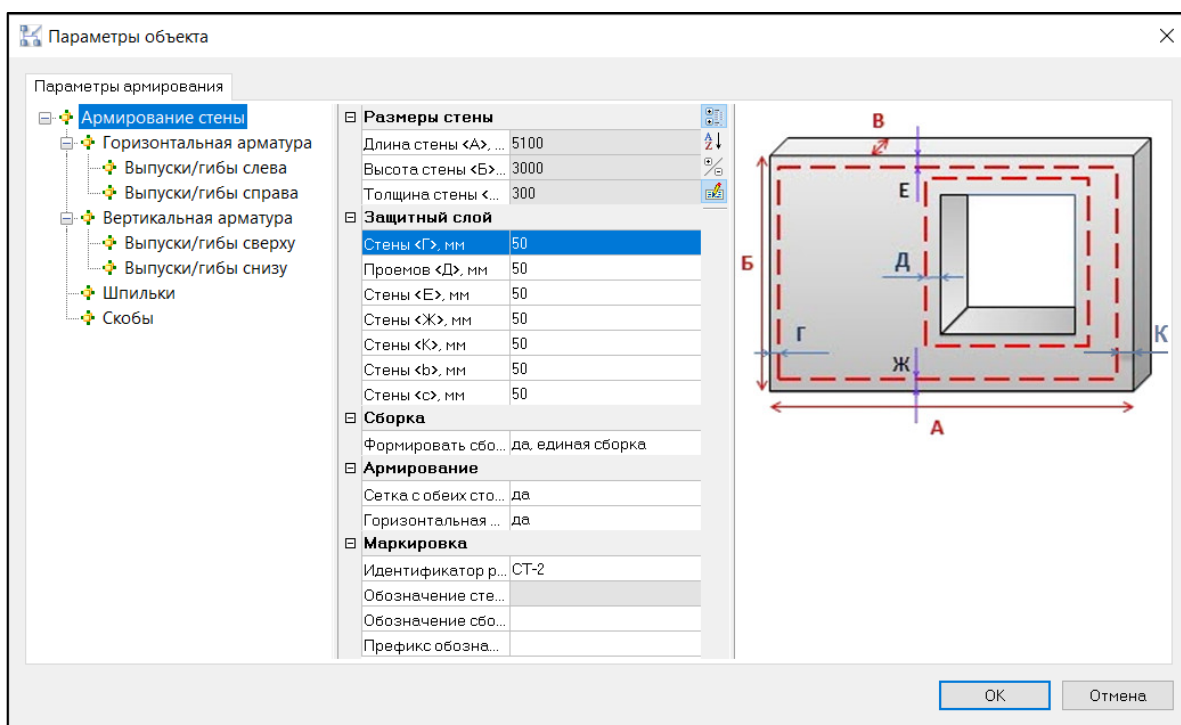 Параметры объекта
Параметры армирования
Армирование стены
Горизонтальная арматура
Выпуски/гибы слева
Выпуски/гибы справа
Вертикальная арматура
Выпуски/гибы сверху
Выпуски/гибы снизу
Шпильки
Скобы
Размеры стены
Длина стены <А>, ... 5100
Высота стены <Б>... 3000
Толщина стены <... 300
Защитный слой
Стены <Г>, мм 50
Проемов <Д>, мм 50
Стены <Е>, мм 50
Стены <Ж>, мм 50
Стены <К>, мм 50
Стены <b>, мм 50
Стены <c>, мм 50
Сборка
Формировать сбо... да, единая сборка
Армирование
Сетка с обеих сто... да
Горизонтальная ... да
Маркировка
Идентификатор р... СТ-2
Обозначение сте...
Обозначение сбо...
Префикс обозна...
В
Е
Б
Д
Г
К
Ж
А
OK
Отмена